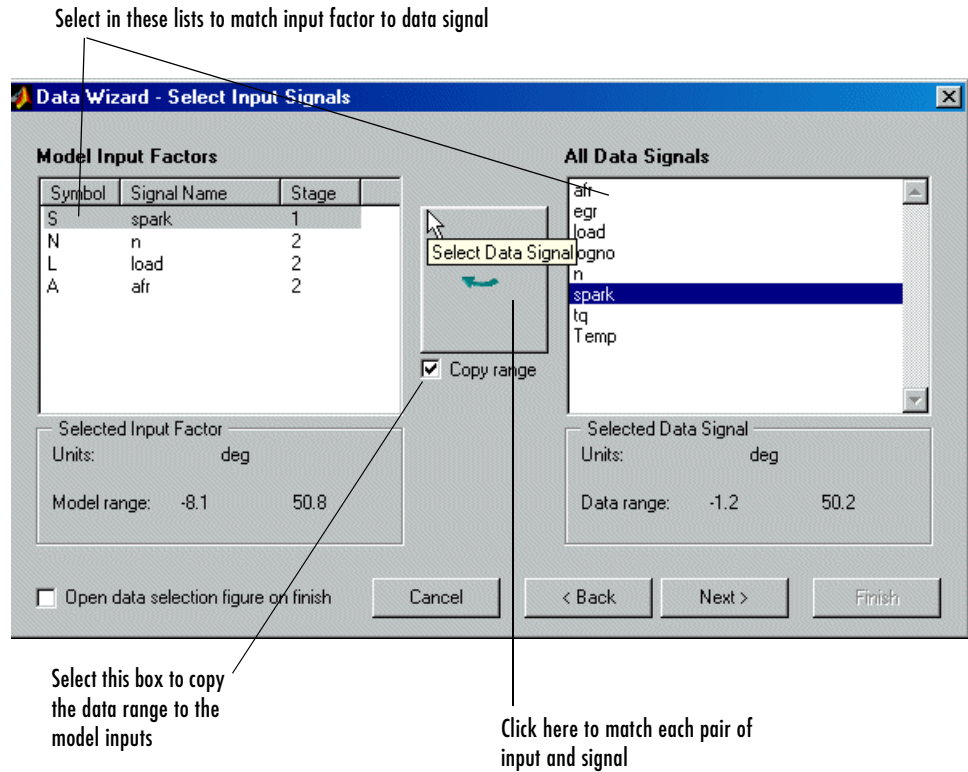 Select in these lists to match input factor to data signal
Data Wizard - Select Input Signals
Model Input Factors
All Data Signals
Symbol Signal Name Stage
S spark 1
N n 2
L load 2
A afr 2
Select Data Signal
afr
egr
load
logno
n
spark
tq
Temp
Copy range
Selected Input Factor
Units: deg
Model range: -8.1 50.8
Selected Data Signal
Units: deg
Data range: -1.2 50.2
Open data selection figure on finish
Cancel
< Back
Next >
Finish
Select this box to copy
the data range to the
model inputs
Click here to match each pair of
input and signal